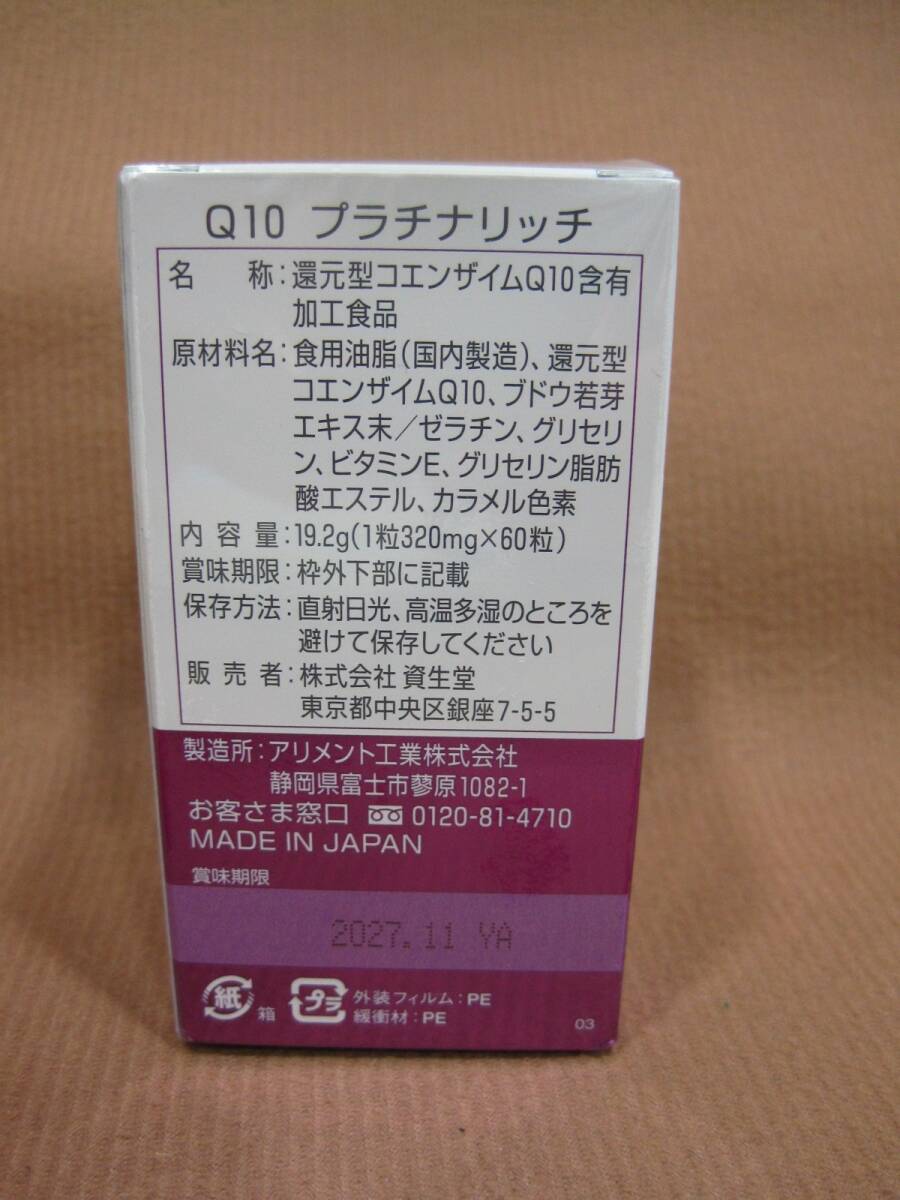 Q10 プラチナリッチ
名称:還元型コエンザイムQ10含有
加工食品
原材料名:食用油脂(国内製造)、還元型
コエンザイムQ10、ブドウ若芽
エキス末/ゼラチン、グリセリ
ン、ビタミンE、グリセリン脂肪
酸エステル、カラメル色素
内容量:19.2g(1粒320mg×60粒)
賞味期限:枠外下部に記載
保存方法:直射日光、高温多湿のところを
避けて保存してください
販売者:株式会社 資生堂
東京都中央区銀座7-5-5
製造所:アリメント工業株式会社
静岡県富士市蓼原1082-1
お客さま窓口 0120-81-4710
MADE IN JAPAN
賞味期限
2027.11 YA
紙 箱 プラ 外装フィルム:PE
緩衝材:PE
03